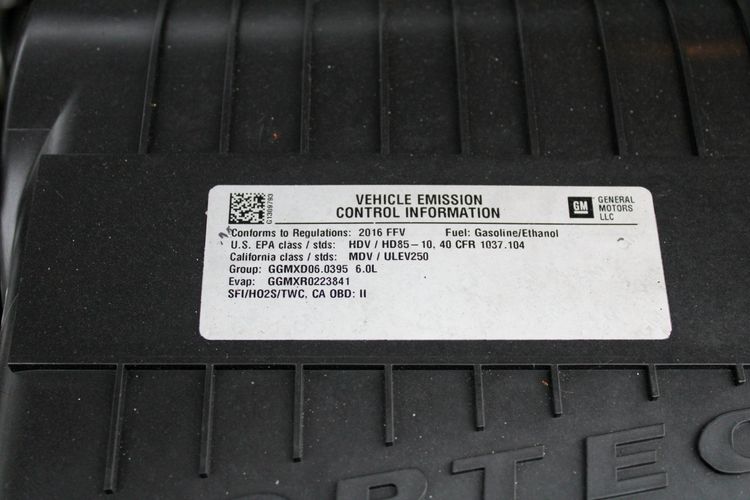 VEHICLE EMISSION
CONTROL INFORMATION
GM GENERAL MOTORS LLC
G1309793
Conforms to Regulations: 2016 FFV Fuel: Gasoline/Ethanol
U.S. EPA class / stds: HDV / HD85-10, 40 CFR 1037.104
California class / stds: MDV / ULEV250
Group: GGMXD06.0395 6.0L
Evap: GGMXR0223841
SFI/HO2S/TWC, CA OBD: II